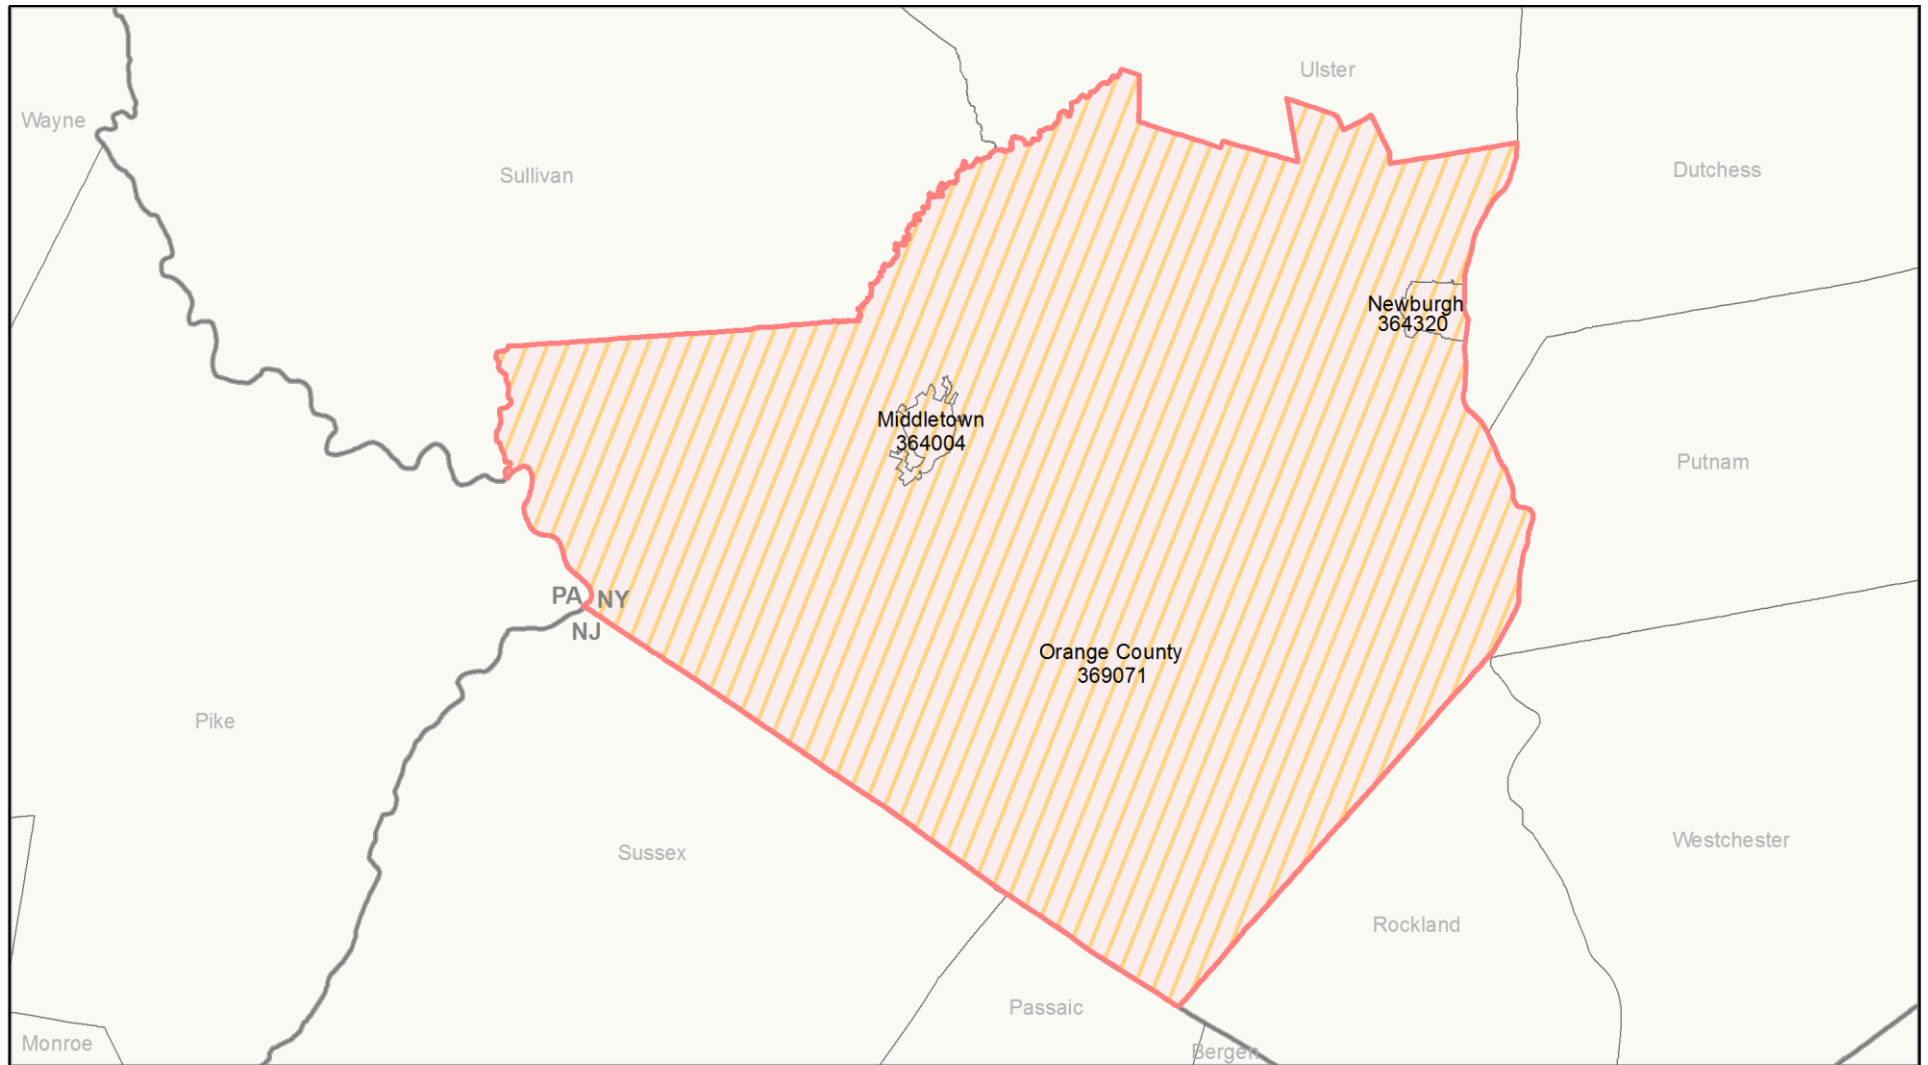 Ulster
Wayne
Sullivan
Dutchess
Newburgh
364320
Middletown
364004
Putnam
PA
NY
NJ
Orange County
369071
Pike
Sussex
Westchester
Rockland
Passaic
Monroe
Bergen